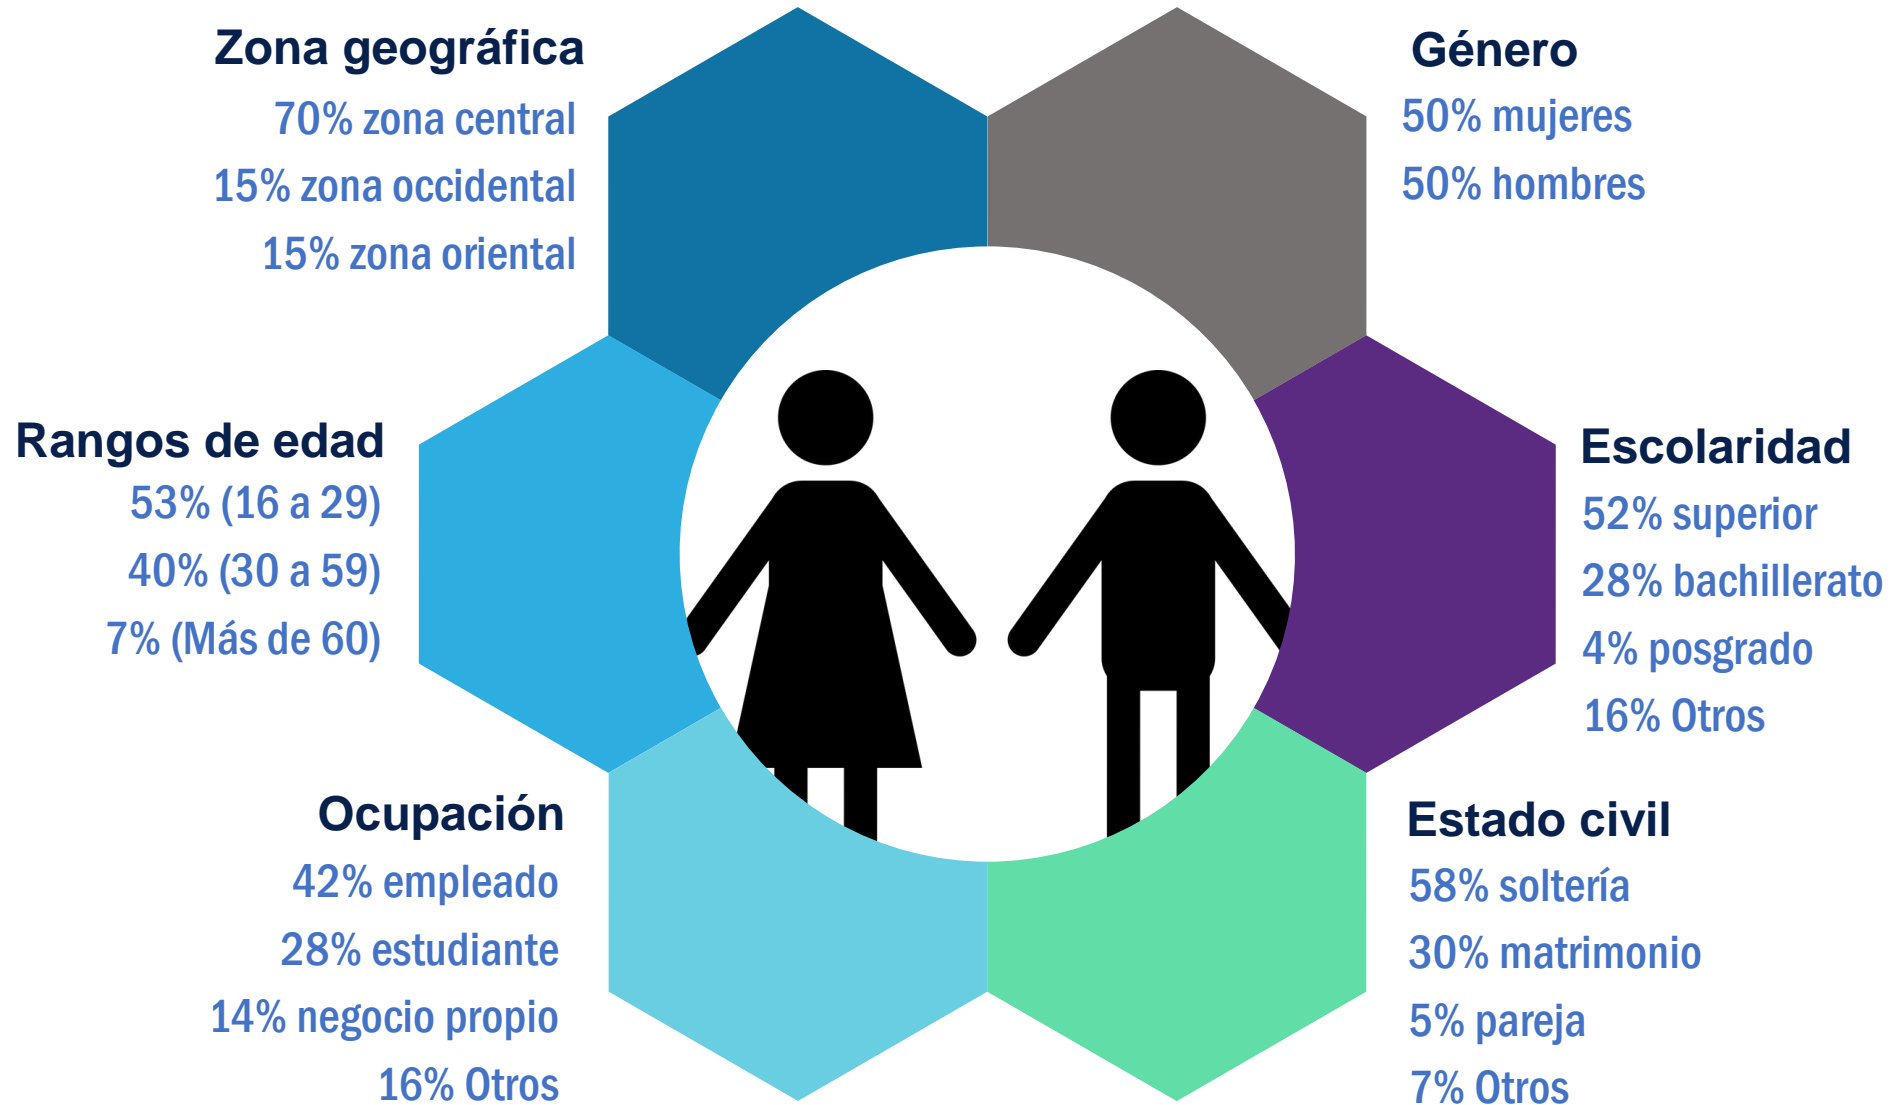 Zona geográfica
70% zona central
15% zona occidental
15% zona oriental
Género
50% mujeres
50% hombres
Rangos de edad
53% (16 a 29)
40% (30 a 59)
7% (Más de 60)
Escolaridad
52% superior
28% bachillerato
4% posgrado
16% Otros
Ocupación
42% empleado
28% estudiante
14% negocio propio
16% Otros
Estado civil
58% soltería
30% matrimonio
5% pareja
7% Otros